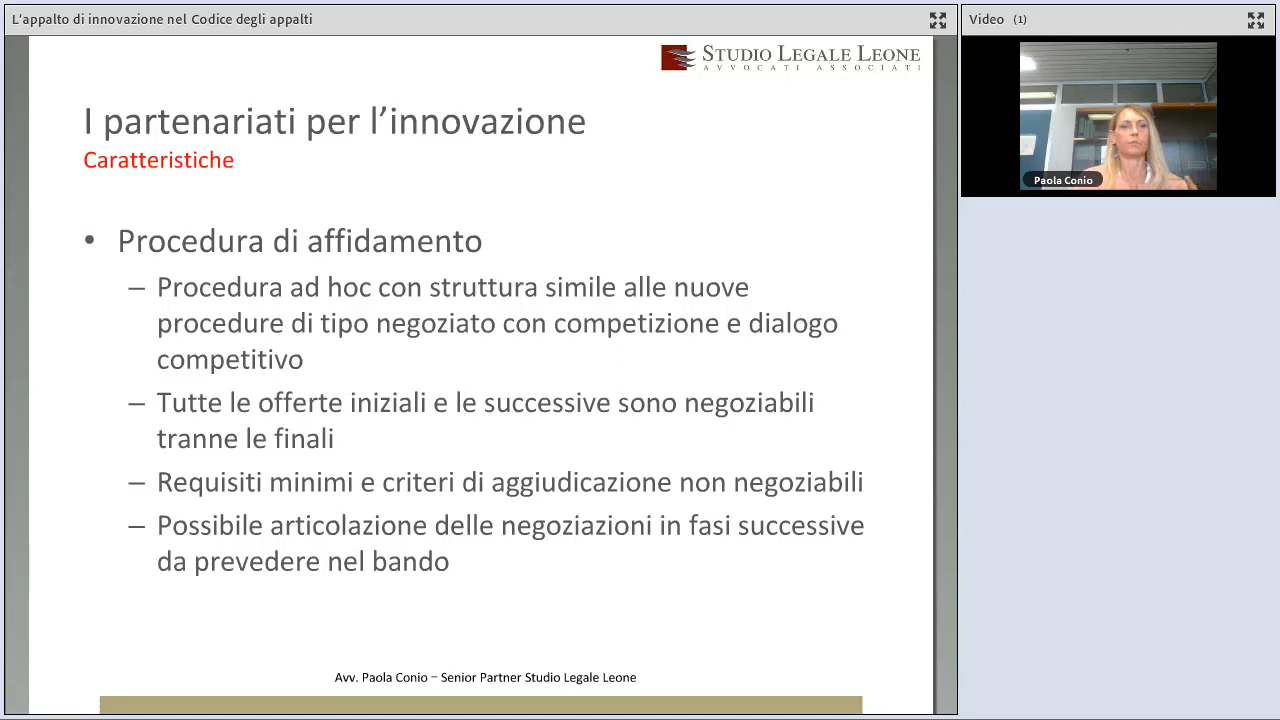 L'appalto di innovazione nel Codice degli appalti
Video (1)
STUDIO LEGALE LEONE
AVVOCATI ASSOCIATI
I partenariati per l’innovazione
Caratteristiche
• Procedura di affidamento
– Procedura ad hoc con struttura simile alle nuove
procedure di tipo negoziato con competizione e dialogo
competitivo
– Tutte le offerte iniziali e le successive sono negoziabili
tranne le finali
– Requisiti minimi e criteri di aggiudicazione non negoziabili
– Possibile articolazione delle negoziazioni in fasi successive
da prevedere nel bando
Avv. Paola Conio – Senior Partner Studio Legale Leone
Paola Conio